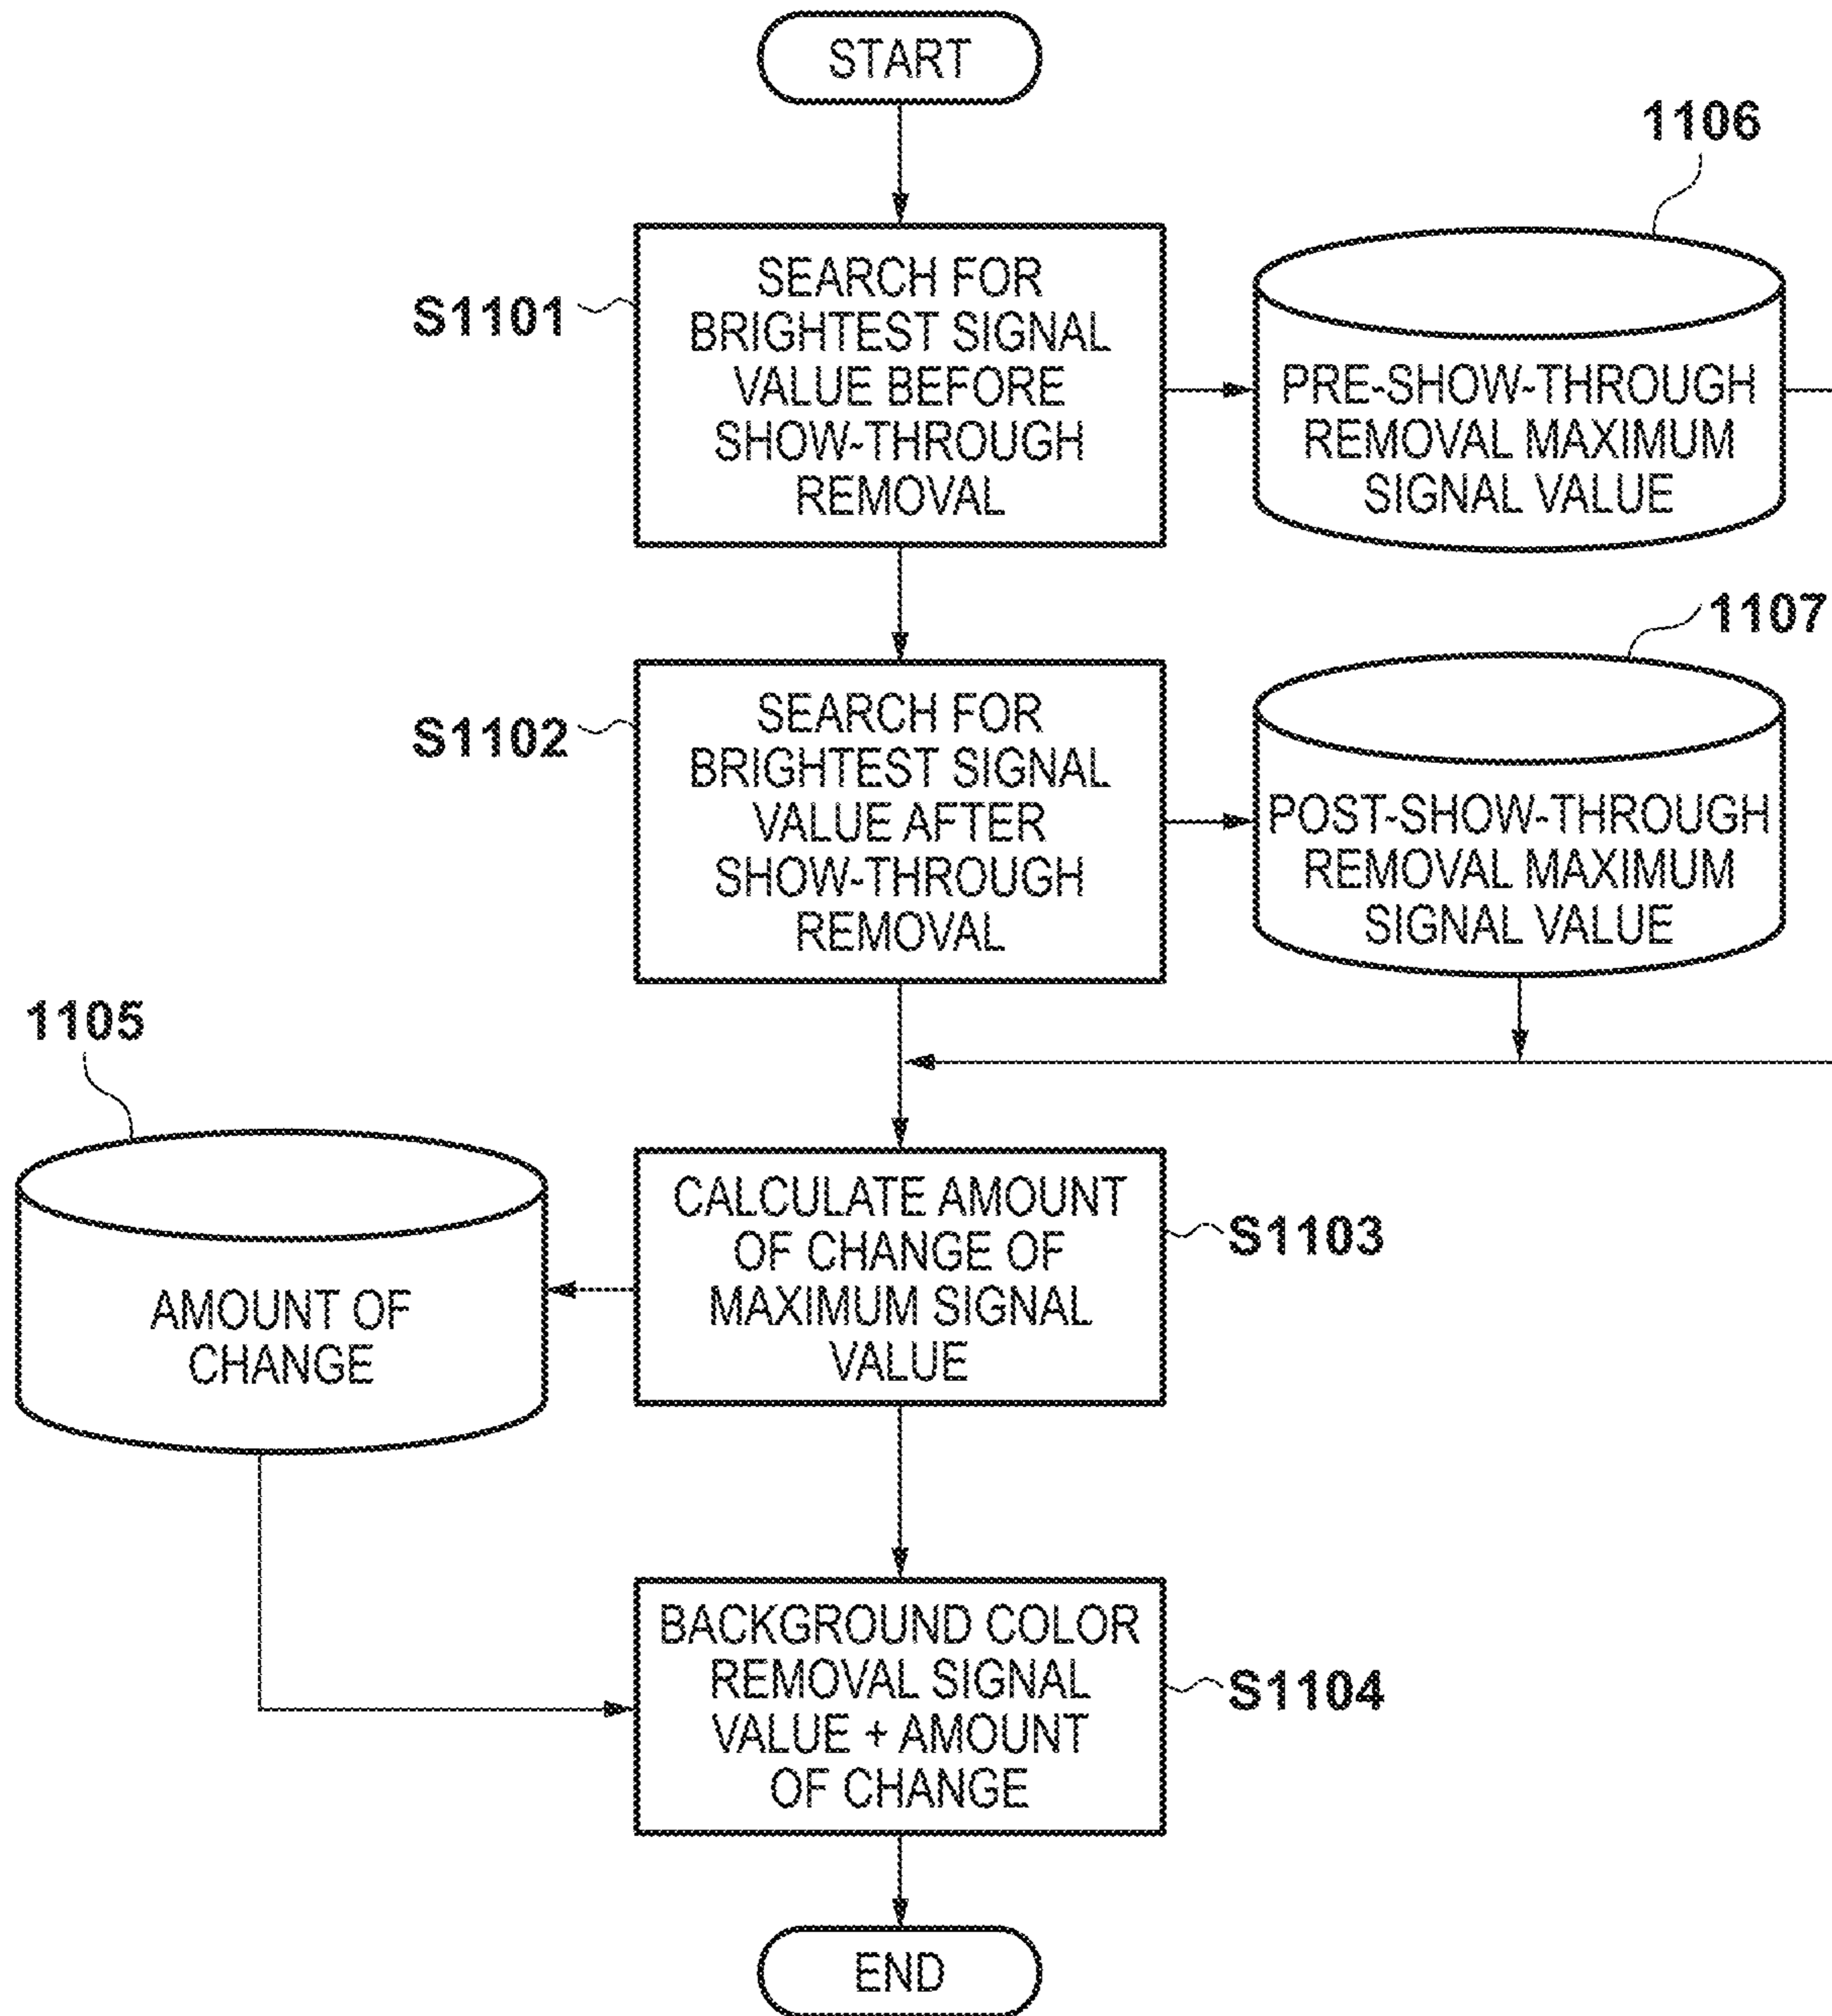 START
1106
S1101
SEARCH FOR
BRIGHTEST SIGNAL
VALUE BEFORE
SHOW-THROUGH
REMOVAL
PRE-SHOW-THROUGH
REMOVAL MAXIMUM
SIGNAL VALUE
1107
S1102
SEARCH FOR
BRIGHTEST SIGNAL
VALUE AFTER
SHOW-THROUGH
REMOVAL
POST-SHOW-THROUGH
REMOVAL MAXIMUM
SIGNAL VALUE
1105
AMOUNT OF
CHANGE
CALCULATE AMOUNT
OF CHANGE OF
MAXIMUM SIGNAL
VALUE
S1103
BACKGROUND COLOR
REMOVAL SIGNAL
VALUE + AMOUNT
OF CHANGE
S1104
END